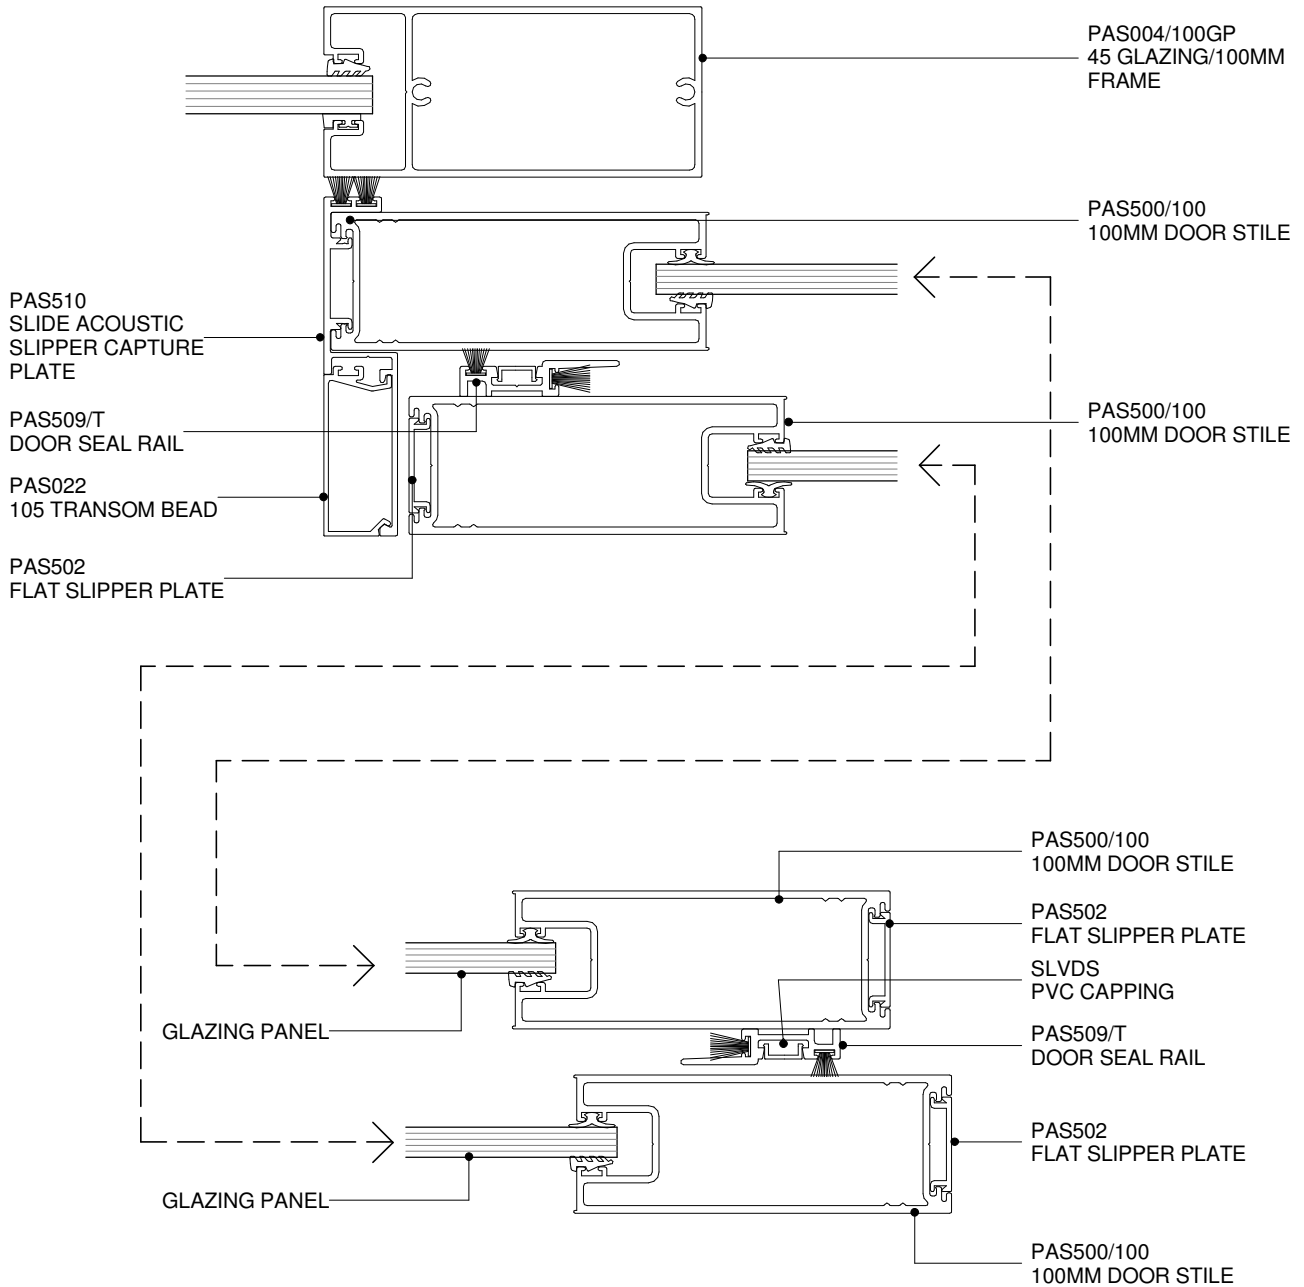 PAS004/100GP
45 GLAZING/100MM
FRAME
PAS500/100
100MM DOOR STILE
PAS510
SLIDE ACOUSTIC
SLIPPER CAPTURE
PLATE
PAS509/T
DOOR SEAL RAIL
PAS500/100
100MM DOOR STILE
PAS022
105 TRANSOM BEAD
PAS502
FLAT SLIPPER PLATE
PAS500/100
100MM DOOR STILE
PAS502
FLAT SLIPPER PLATE
SLVDS
PVC CAPPING
GLAZING PANEL
PAS509/T
DOOR SEAL RAIL
PAS502
FLAT SLIPPER PLATE
GLAZING PANEL
PAS500/100
100MM DOOR STILE